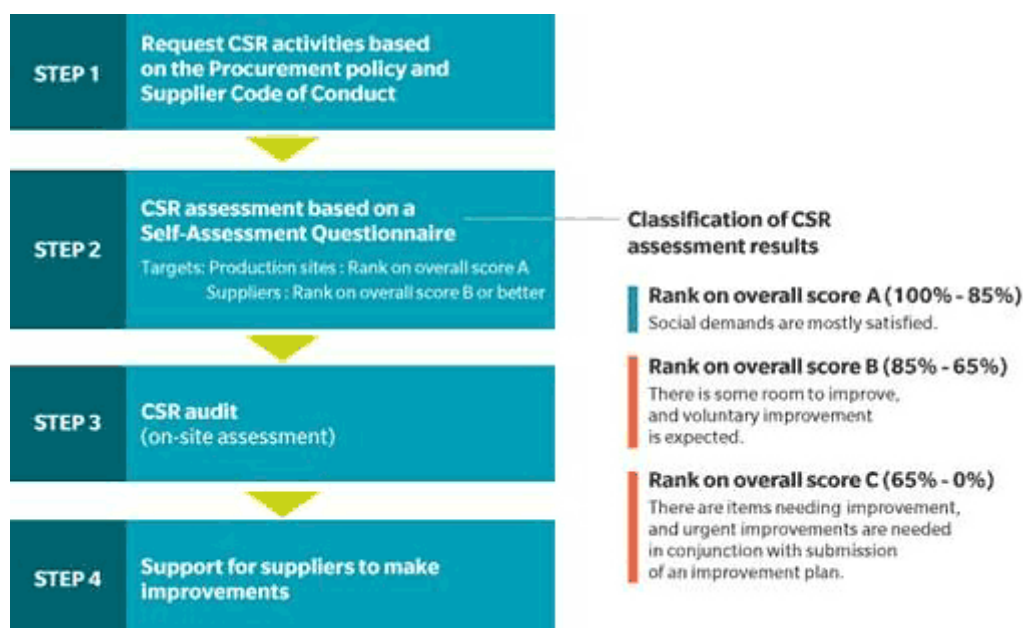 STEP 1
Request CSR activities based
on the Procurement policy and
Supplier Code of Conduct
STEP 2
CSR assessment based on a
Self-Assessment Questionnaire
Targets: Production sites : Rank on overall score A
Suppliers : Rank on overall score B or better
STEP 3
CSR audit
(on-site assessment)
STEP 4
Support for suppliers to make
improvements
Classification of CSR
assessment results
Rank on overall score A (100% - 85%)
Social demands are mostly satisfied.
Rank on overall score B (85% - 65%)
There is some room to improve,
and voluntary improvement
is expected.
Rank on overall score C (65% - 0%)
There are items needing improvement,
and urgent improvements are needed
in conjunction with submission
of an improvement plan.